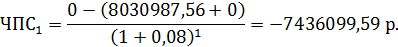 ЧПС₁ = 0 − (8030987,56 + 0) / (1 + 0,08)¹ = −7436099,59 р.